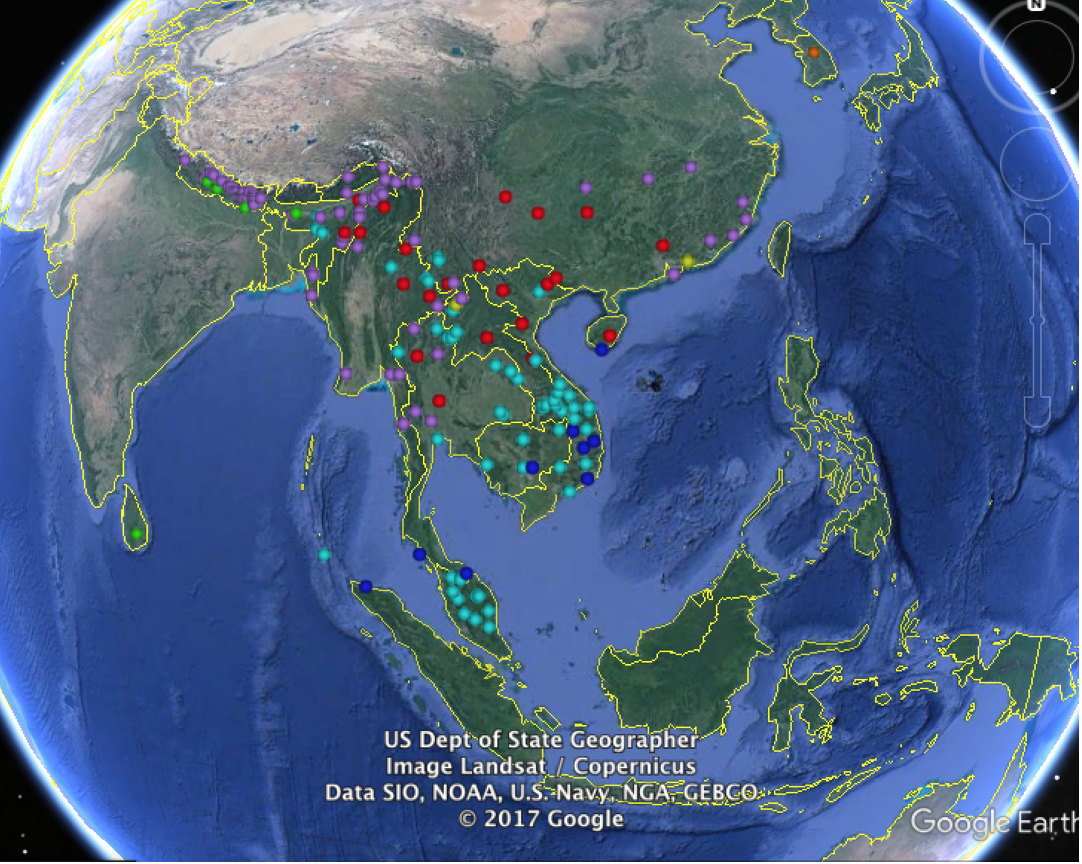 N
US Dept of State Geographer
Image Landsat / Copernicus
Data SIO, NOAA, U.S. Navy, NGA, GEBCO
© 2017 Google
Google Earth